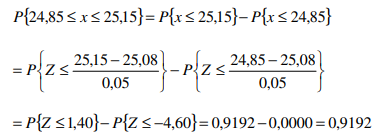 P{24,85 ≤ x ≤ 25,15} = P{x ≤ 25,15} − P{x ≤ 24,85}
= P{Z ≤ (25,15 − 25,08)/0,05} − P{Z ≤ (24,85 − 25,08)/0,05}
= P{Z ≤ 1,40} − P{Z ≤ −4,60} = 0,9192 − 0,0000 = 0,9192